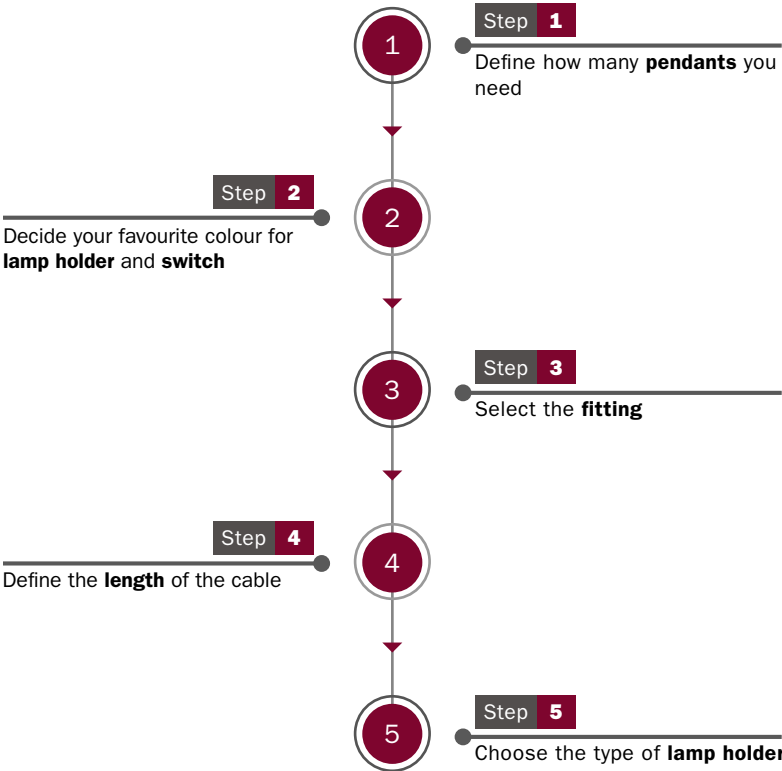 1
Step 1
Define how many pendants you
need
Step 2
2
Decide your favourite colour for
lamp holder and switch
3
Step 3
Select the fitting
Step 4
4
Define the length of the cable
5
Step 5
Choose the type of lamp holder